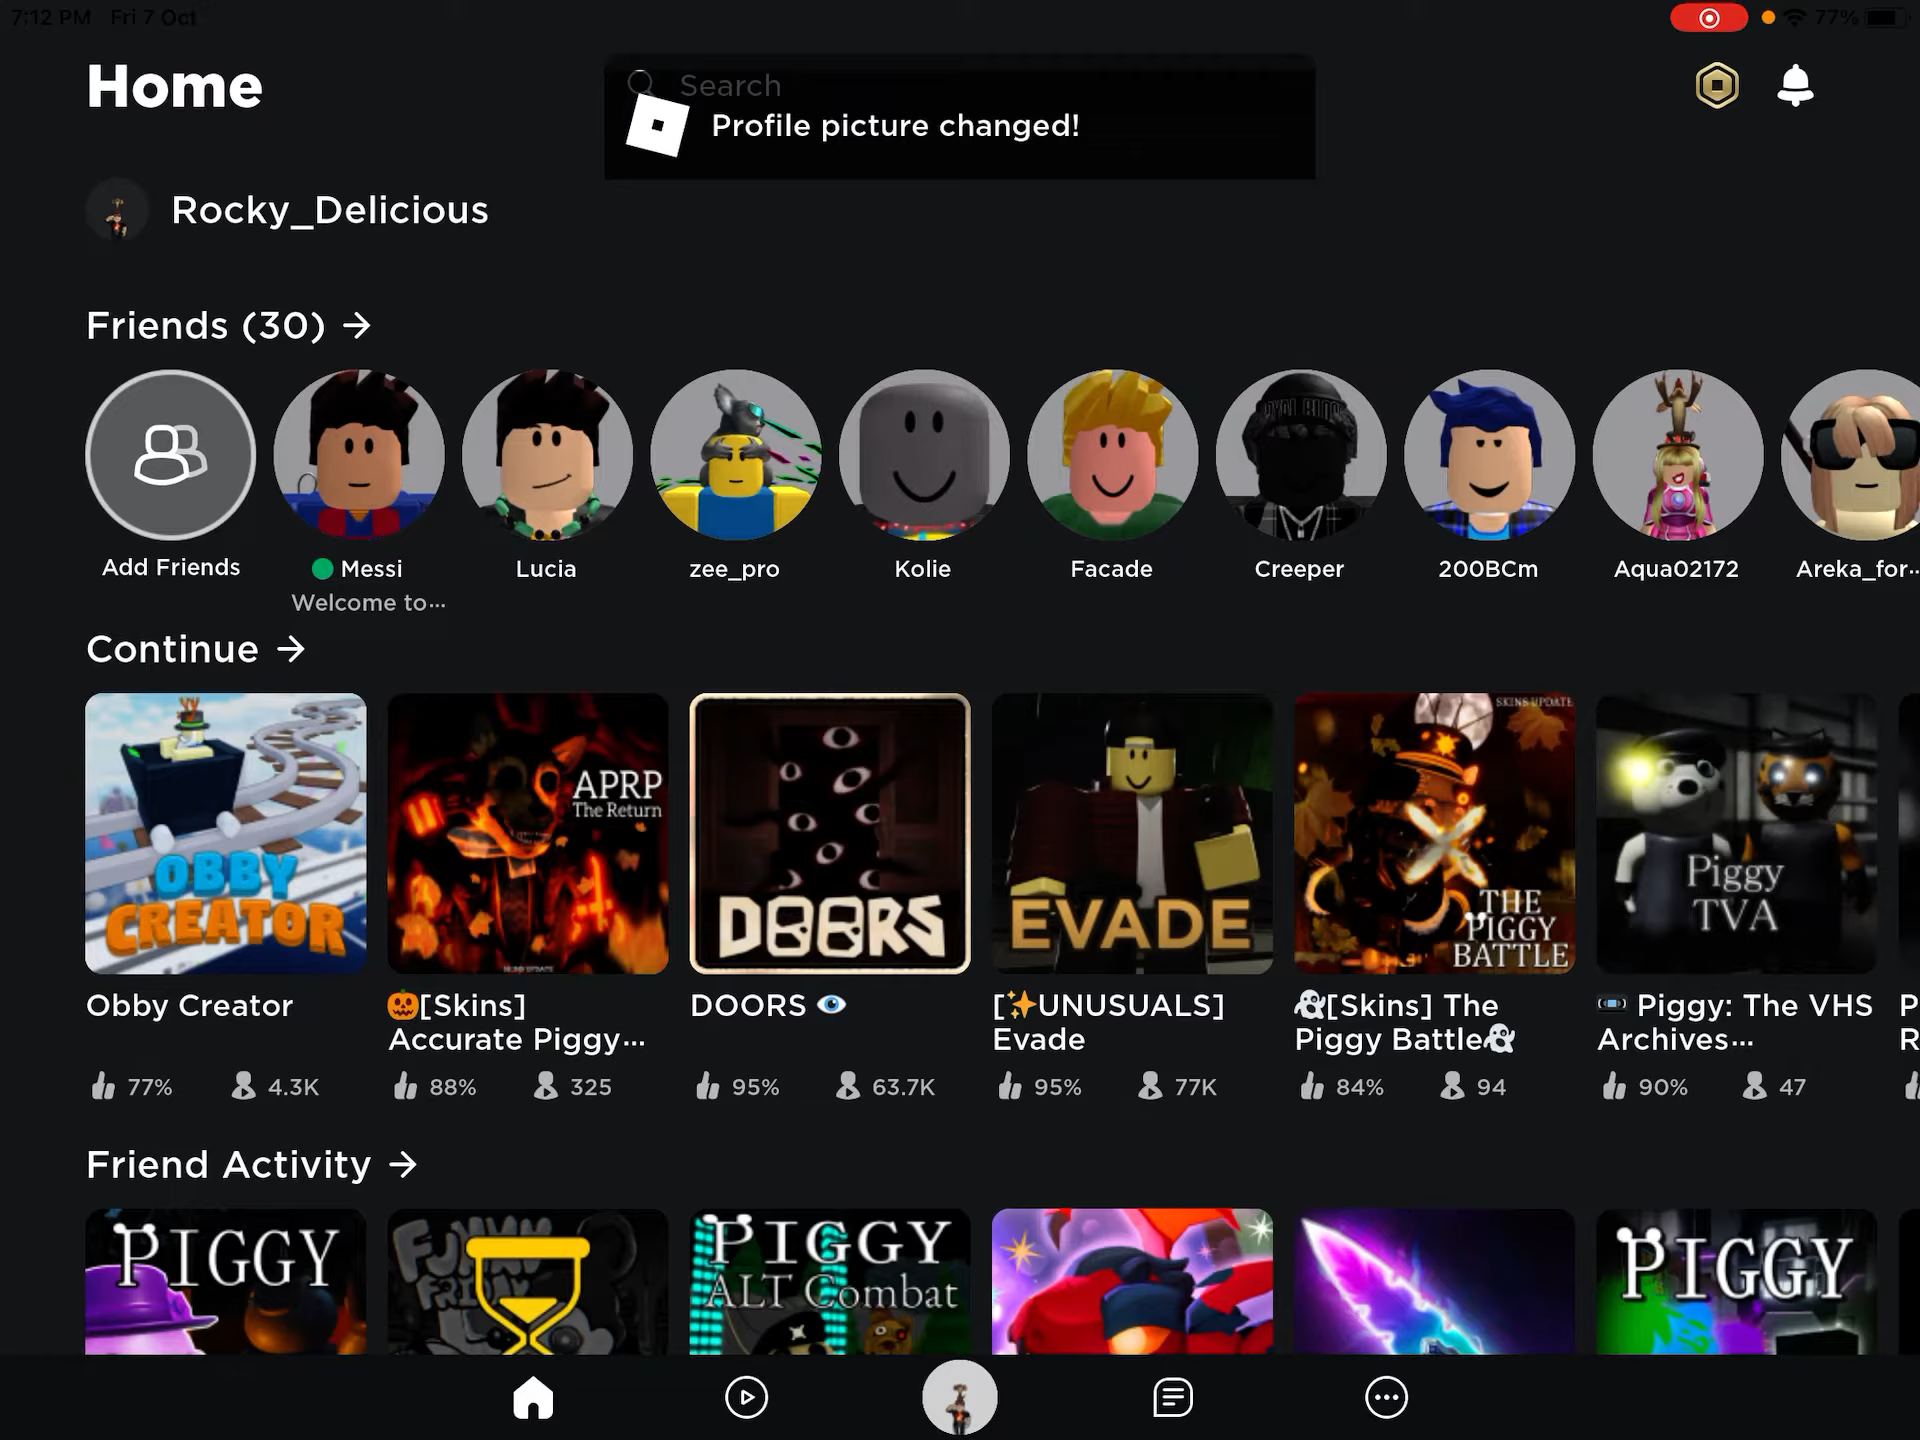 7:12 PM Fri 7 Oct
77%
Home
Search
Profile picture changed!
Rocky_Delicious
Friends (30) →
Add Friends
Messi
Welcome to...
Lucia
zee_pro
Kolie
Facade
Creeper
200BCm
Aqua02172
Areka_for...
Continue →
OBBY
CREATOR
APRP
The Return
DOORS
EVADE
SKINS UPDATE
THE
PIGGY
BATTLE
Piggy
TVA
Obby Creator
🎃[Skins]
Accurate Piggy...
DOORS 👁️
[✨UNUSUALS]
Evade
👻[Skins] The
Piggy Battle👻
📼 Piggy: The VHS
Archives...
P
R
77% 4.3K
88% 325
95% 63.7K
95% 77K
84% 94
90% 47
Friend Activity →
PIGGY
PIGGY
ALT Combat
PIGGY